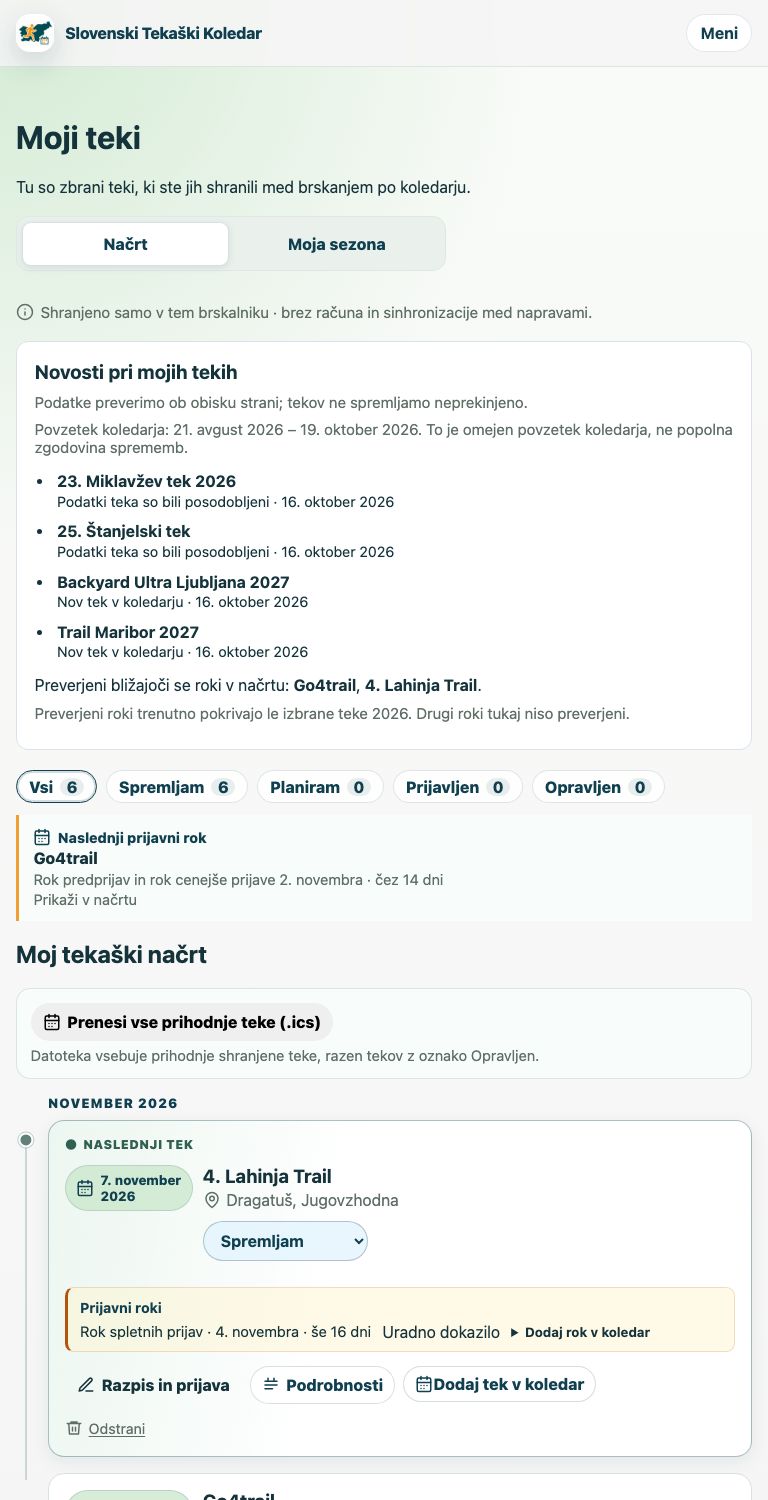 Slovenski Tekaški Koledar
Meni
Moji teki
Tu so zbrani teki, ki ste jih shranili med brskanjem po koledarju.
Načrt
Moja sezona
Shranjeno samo v tem brskalniku · brez računa in sinhronizacije med napravami.
Novosti pri mojih tekih
Podatke preverimo ob obisku strani; tekov ne spremljamo neprekinjeno.
Povzetek koledarja: 21. avgust 2026 – 19. oktober 2026. To je omejen povzetek koledarja, ne popolna
zgodovina sprememb.
• 23. Miklavžev tek 2026
Podatki teka so bili posodobljeni · 16. oktober 2026
• 25. Štanjelski tek
Podatki teka so bili posodobljeni · 16. oktober 2026
• Backyard Ultra Ljubljana 2027
Nov tek v koledarju · 16. oktober 2026
• Trail Maribor 2027
Nov tek v koledarju · 16. oktober 2026
Preverjeni bližajoči se roki v načrtu: Go4trail, 4. Lahinja Trail.
Preverjeni roki trenutno pokrivajo le izbrane teke 2026. Drugi roki tukaj niso preverjeni.
Vsi 6
Spremljam 6
Planiram 0
Prijavljen 0
Opravljen 0
Naslednji prijavni rok
Go4trail
Rok predprijav in rok cenejše prijave 2. novembra · čez 14 dni
Prikaži v načrtu
Moj tekaški načrt
Prenesi vse prihodnje teke (.ics)
Datoteka vsebuje prihodnje shranjene teke, razen tekov z oznako Opravljen.
NOVEMBER 2026
NASLEDNJI TEK
7. november
2026
4. Lahinja Trail
Dragatuš, Jugovzhodna
Spremljam
Prijavni roki
Rok spletnih prijav · 4. novembra · še 16 dni Uradno dokazilo ▶ Dodaj rok v koledar
Razpis in prijava
Podrobnosti
Dodaj tek v koledar
Odstrani
Go4trail